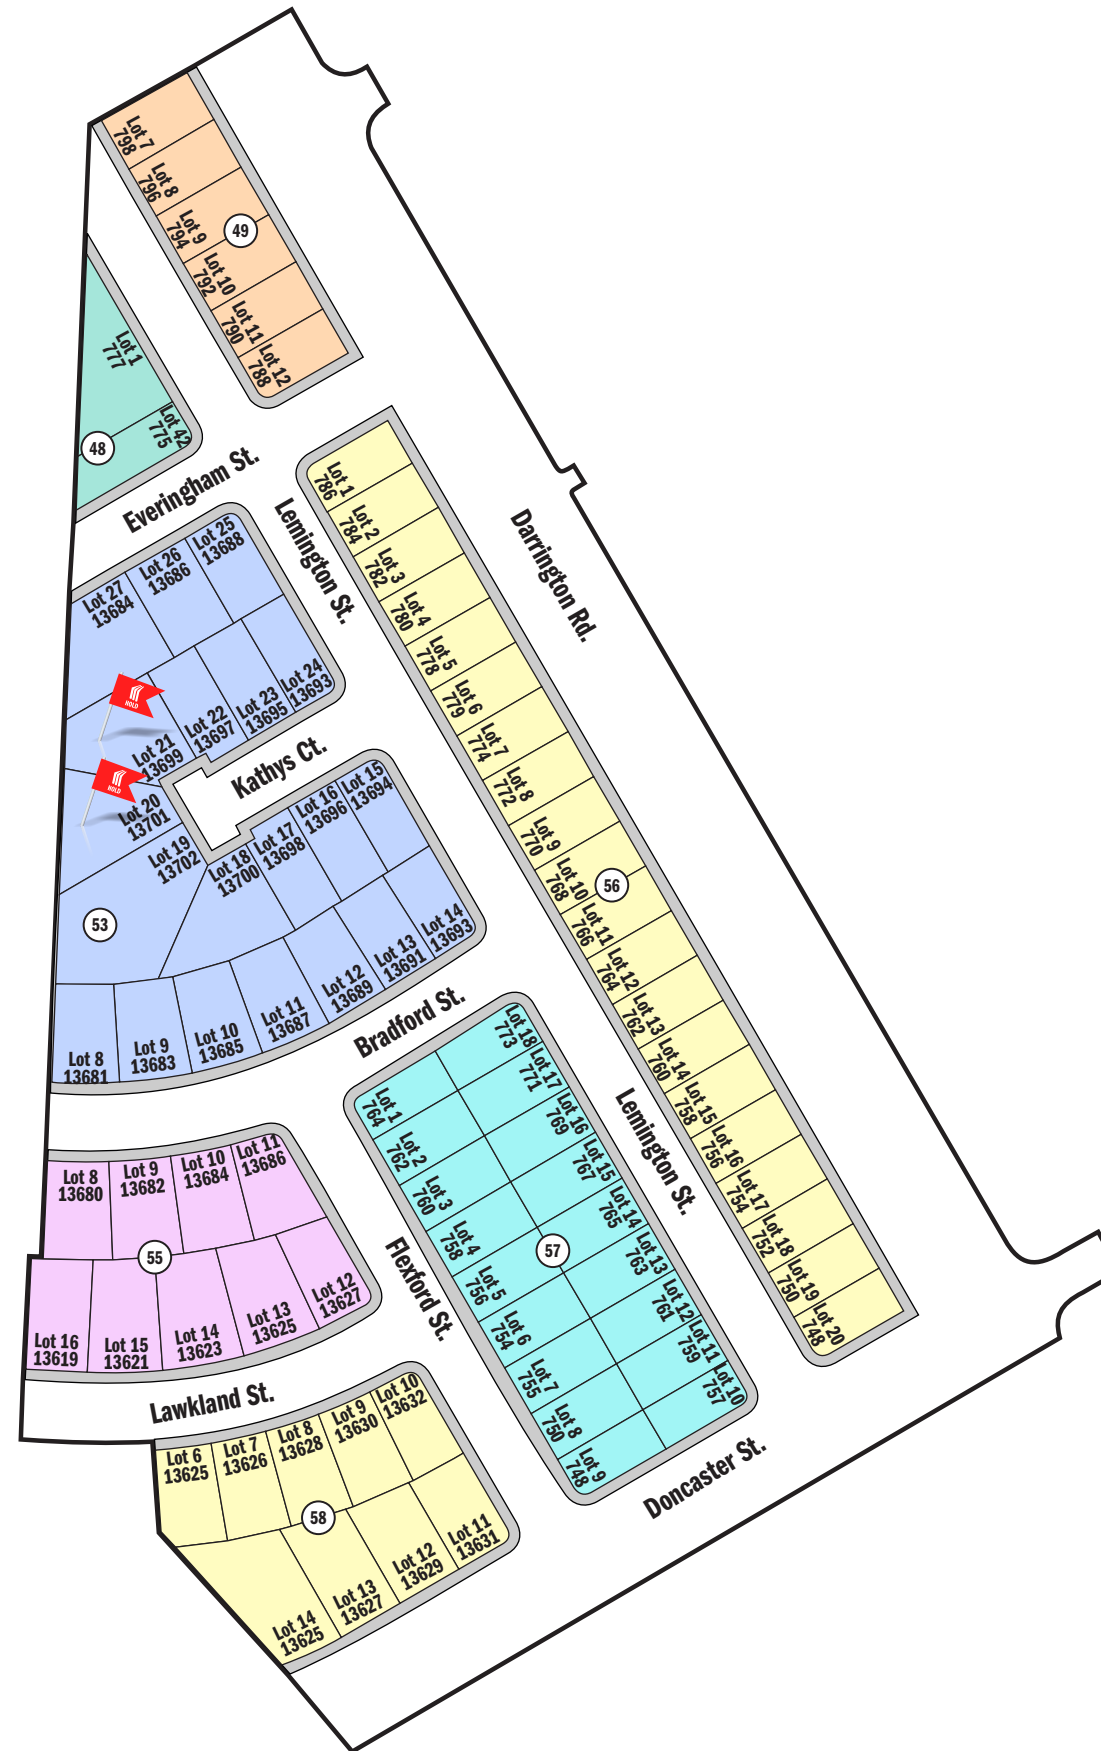 Lot 7
798
Lot 8
796
Lot 9
794
49
Lot 10
792
Lot 11
790
Lot 12
788
Lot 1
777
Lot 42
775
48
Everingham St.
Lemington St.
Darrington Rd.
Lot 27
13684
Lot 26
13686
Lot 25
13688
HOLD
Lot 21
13699
Lot 22
13697
Lot 23
13695
Lot 24
13693
HOLD
Lot 20
13701
Lot 19
13702
Kathys Ct.
Lot 18
13700
Lot 17
13698
Lot 16
13696
Lot 15
13694
53
Lot 8
13681
Lot 9
13683
Lot 10
13685
Lot 11
13687
Lot 12
13689
Lot 13
13691
Lot 14
13693
Bradford St.
Lot 1
786
Lot 2
784
Lot 3
782
Lot 4
780
Lot 5
778
Lot 6
779
Lot 7
774
Lot 8
772
Lot 9
770
Lot 10
768
56
Lot 11
766
Lot 12
764
Lot 13
762
Lot 14
760
Lot 15
758
Lot 16
756
Lot 17
754
Lot 18
752
Lot 19
750
Lot 20
748
Lot 8
13680
Lot 9
13682
Lot 10
13684
Lot 11
13686
55
Lot 16
13619
Lot 15
13621
Lot 14
13623
Lot 13
13625
Lot 12
13627
Lawkland St.
Flexford St.
Lemington St.
Lot 1
764
Lot 2
762
Lot 3
760
Lot 4
758
Lot 5
756
Lot 6
754
Lot 7
755
Lot 8
750
Lot 9
748
57
Lot 18
773
Lot 17
771
Lot 16
769
Lot 15
767
Lot 14
765
Lot 13
763
Lot 12
761
Lot 11
759
Lot 10
757
Doncaster St.
Lot 6
13625
Lot 7
13626
Lot 8
13628
Lot 9
13630
Lot 10
13632
58
Lot 14
13625
Lot 13
13627
Lot 12
13629
Lot 11
13631